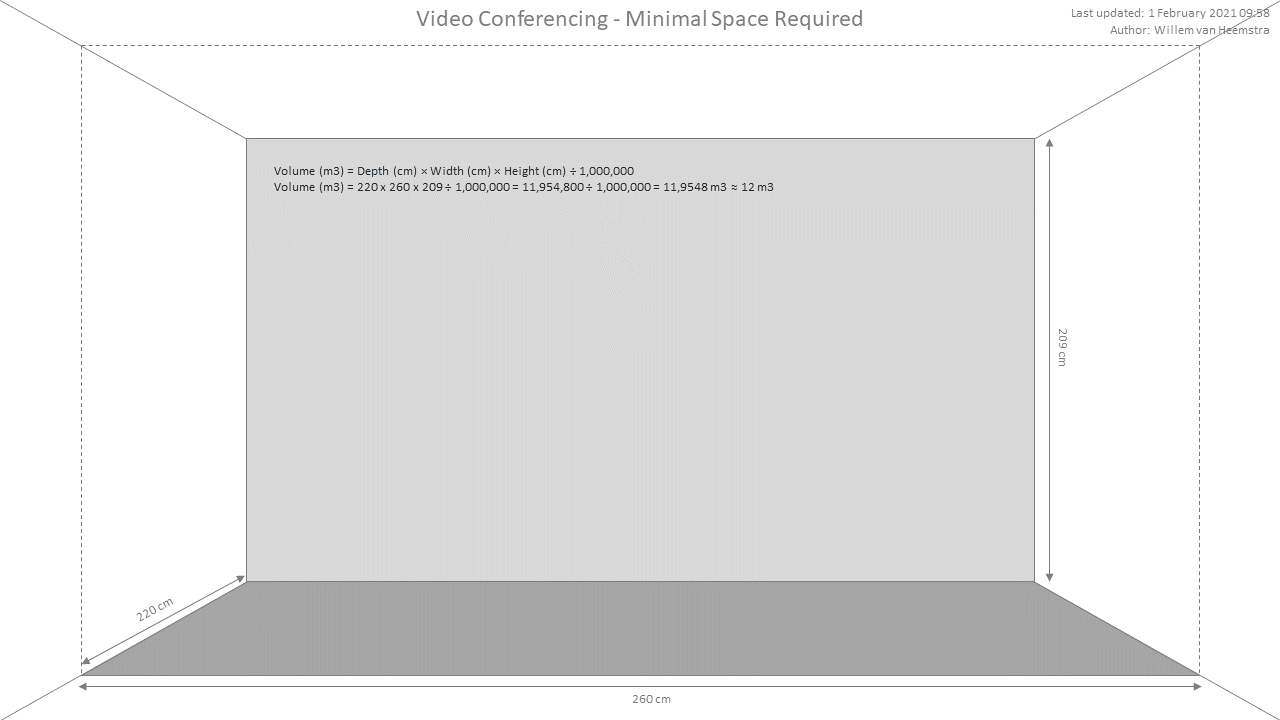 Video Conferencing - Minimal Space Required
Last updated: 1 February 2021 09:58
Author: Willem van Heemstra
Volume (m3) = Depth (cm) × Width (cm) × Height (cm) ÷ 1,000,000
Volume (m3) = 220 x 260 x 209 ÷ 1,000,000 = 11,954,800 ÷ 1,000,000 = 11,9548 m3 ≈ 12 m3
209 cm
220 cm
260 cm